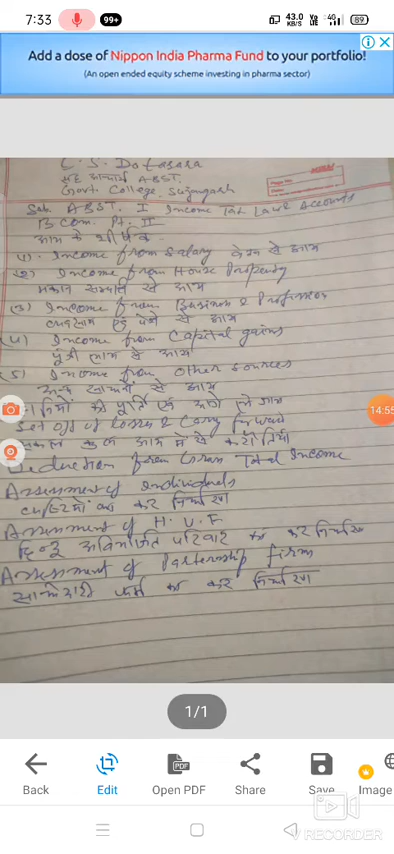 7:33
99+
43.0
KB/S
Vo
LTE
4G
89
Add a dose of Nippon India Pharma Fund to your portfolio!
(An open ended equity scheme investing in pharma sector)
C. S. Dotasara
सह आचार्य ABST.
Govt. College, Sujangarh
Sub ABST. I Income Tax Law & Accounts
B Com. Pt. II
आय के शीर्षक
(1). Income from Salary वेतन से आय
(2) Income from House Property
मकान सम्पत्ति से आय
(3) Income from Business & Profession
व्यवसाय एवं पेशे से आय
(4) Income from Capital gains
पूंजी लाभ से आय
(5) Income from Other sources
अन्य साधनों से आय
की पूर्ति एवं आगे ले जाना
Set off of losses & Carry forward
सकल कुल आय में से कटौतियां
Deduction from Gross Total Income
Assessment of Individuals
व्यक्तियों का कर निर्धारण
Assessment of H. U. F.
हिन्दू अविभाजित परिवार का कर निर्धारण
Assessment of Partnership firm
साझेदारी फर्म का कर निर्धारण
14:55
1/1
Back
Edit
Open PDF
Share
Save
Image
RECORDER